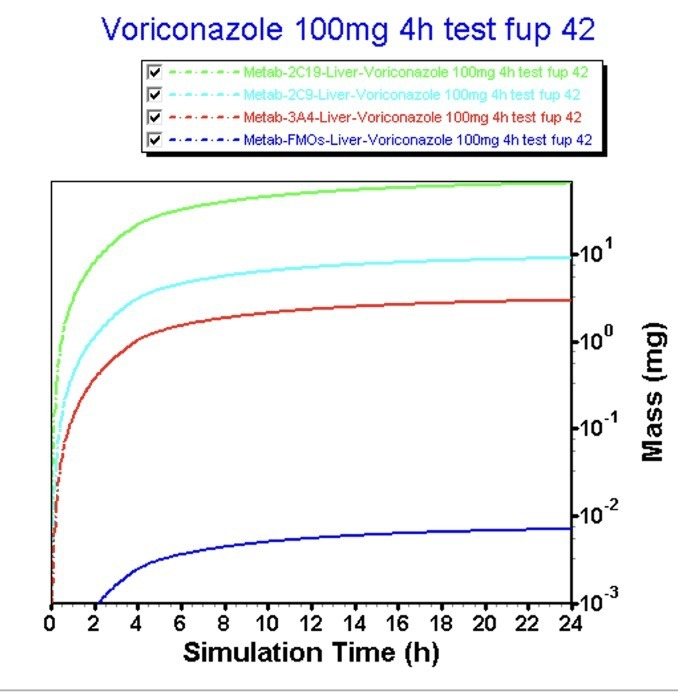 Voriconazole 100mg 4h test fup 42
Metab-2C19-Liver-Voriconazole 100mg 4h test fup 42
Metab-2C9-Liver-Voriconazole 100mg 4h test fup 42
Metab-3A4-Liver-Voriconazole 100mg 4h test fup 42
Metab-FMOs-Liver-Voriconazole 100mg 4h test fup 42
10¹
10⁰
10⁻¹
10⁻²
10⁻³
Mass (mg)
0 2 4 6 8 10 12 14 16 18 20 22 24
Simulation Time (h)